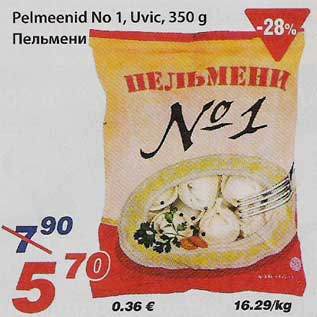 Pelmeenid No 1, Uvic, 350 g
Пельмени
-28%
ПЕЛЬМЕНИ
№1
7 90
5 70
0.36 €
16.29/kg